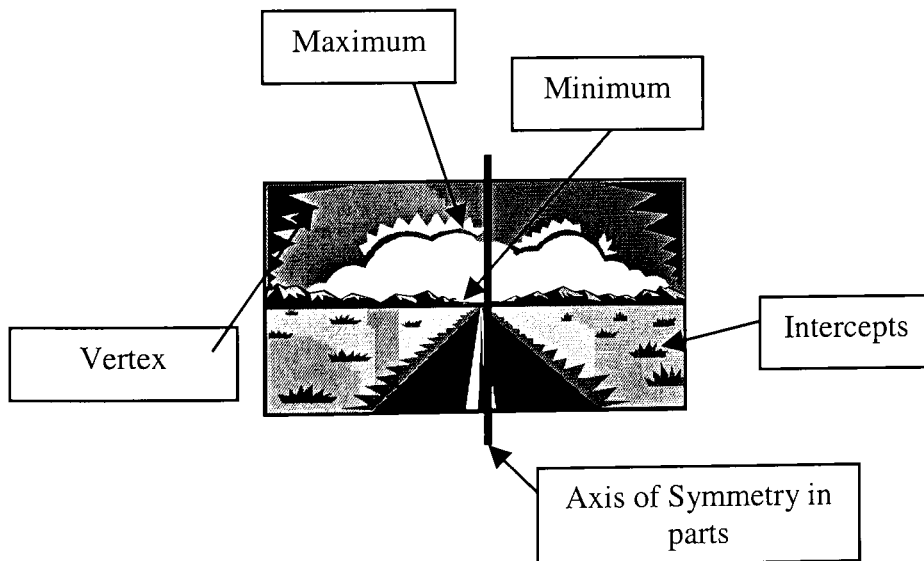 Maximum
Minimum
Vertex
Intercepts
Axis of Symmetry in
parts